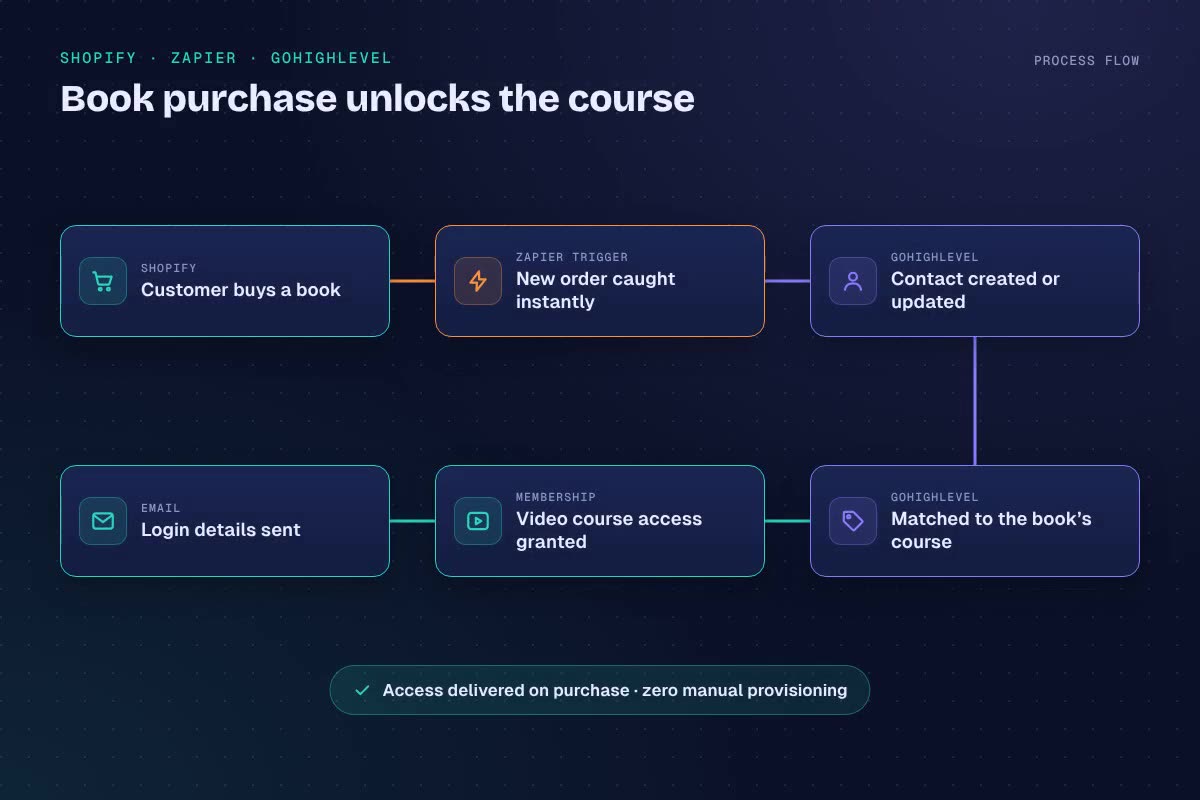 SHOPIFY · ZAPIER · GOHIGHLEVEL
PROCESS FLOW
Book purchase unlocks the course
SHOPIFY
Customer buys a book
ZAPIER TRIGGER
New order caught
instantly
GOHIGHLEVEL
Contact created or
updated
EMAIL
Login details sent
MEMBERSHIP
Video course access
granted
GOHIGHLEVEL
Matched to the book’s
course
Access delivered on purchase · zero manual provisioning